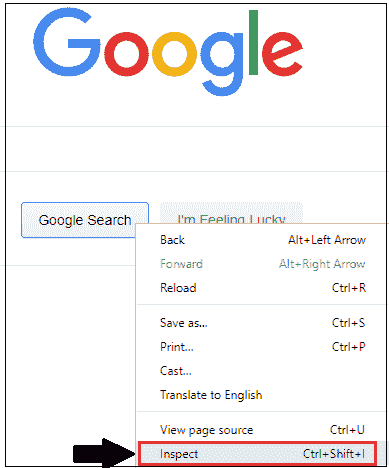 Google
Google Search
I'm Feeling Lucky
Back Alt+Left Arrow
Forward Alt+Right Arrow
Reload Ctrl+R
Save as... Ctrl+S
Print... Ctrl+P
Cast...
Translate to English
View page source Ctrl+U
Inspect Ctrl+Shift+I